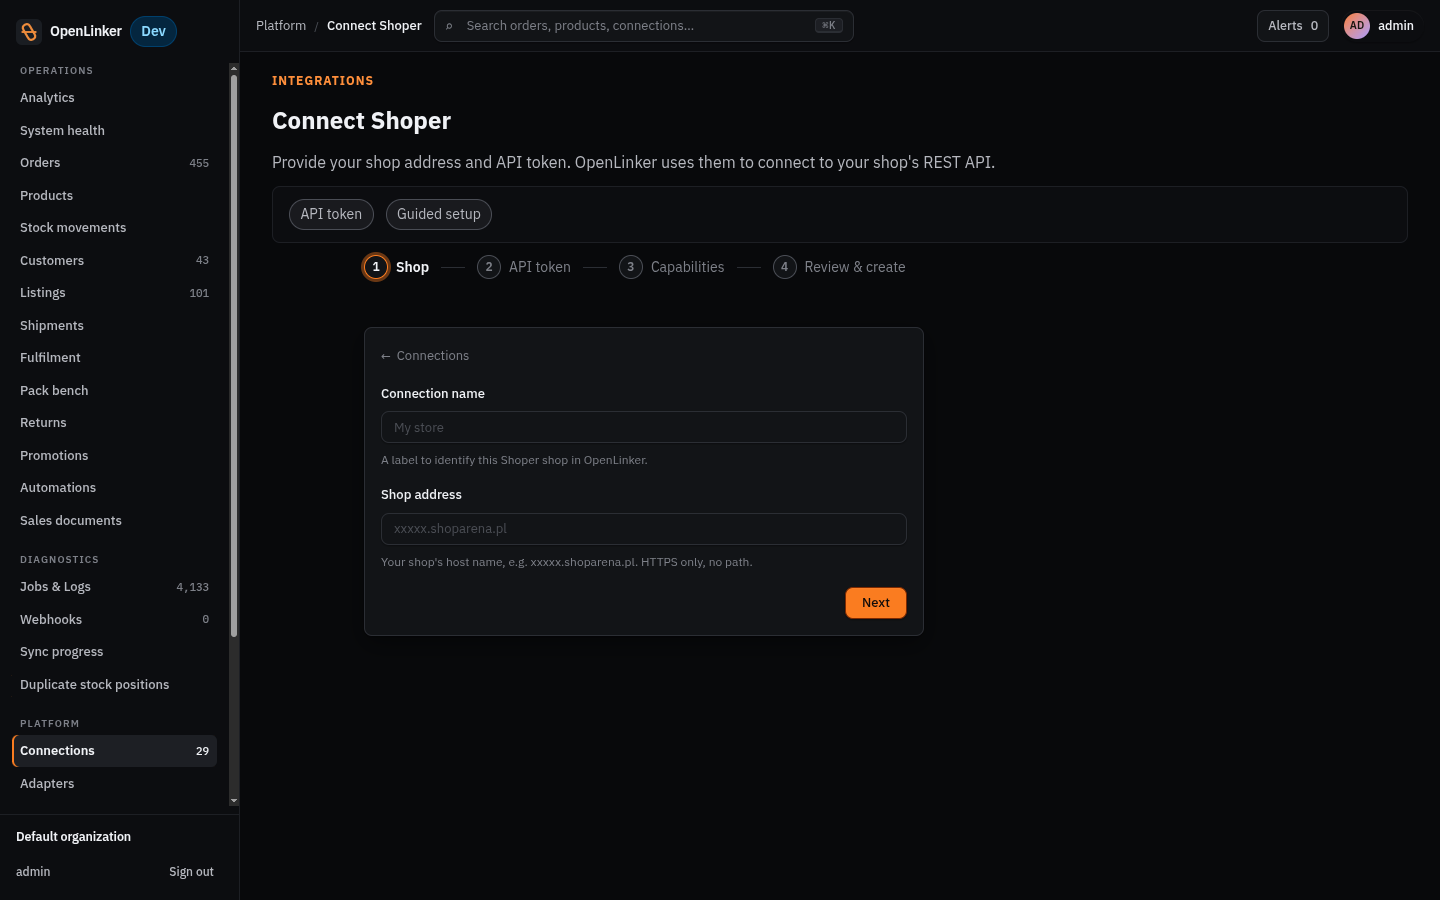 OpenLinker Dev
OPERATIONS
Analytics
System health
Orders 455
Products
Stock movements
Customers 43
Listings 101
Shipments
Fulfilment
Pack bench
Returns
Promotions
Automations
Sales documents
DIAGNOSTICS
Jobs & Logs 4,133
Webhooks 0
Sync progress
Duplicate stock positions
PLATFORM
Connections 29
Adapters
Default organization
admin Sign out
Platform / Connect Shoper
Search orders, products, connections... ⌘K
Alerts 0
AD admin
INTEGRATIONS
Connect Shoper
Provide your shop address and API token. OpenLinker uses them to connect to your shop's REST API.
API token Guided setup
1 Shop 2 API token 3 Capabilities 4 Review & create
← Connections
Connection name
My store
A label to identify this Shoper shop in OpenLinker.
Shop address
xxxxx.shoparena.pl
Your shop's host name, e.g. xxxxx.shoparena.pl. HTTPS only, no path.
Next